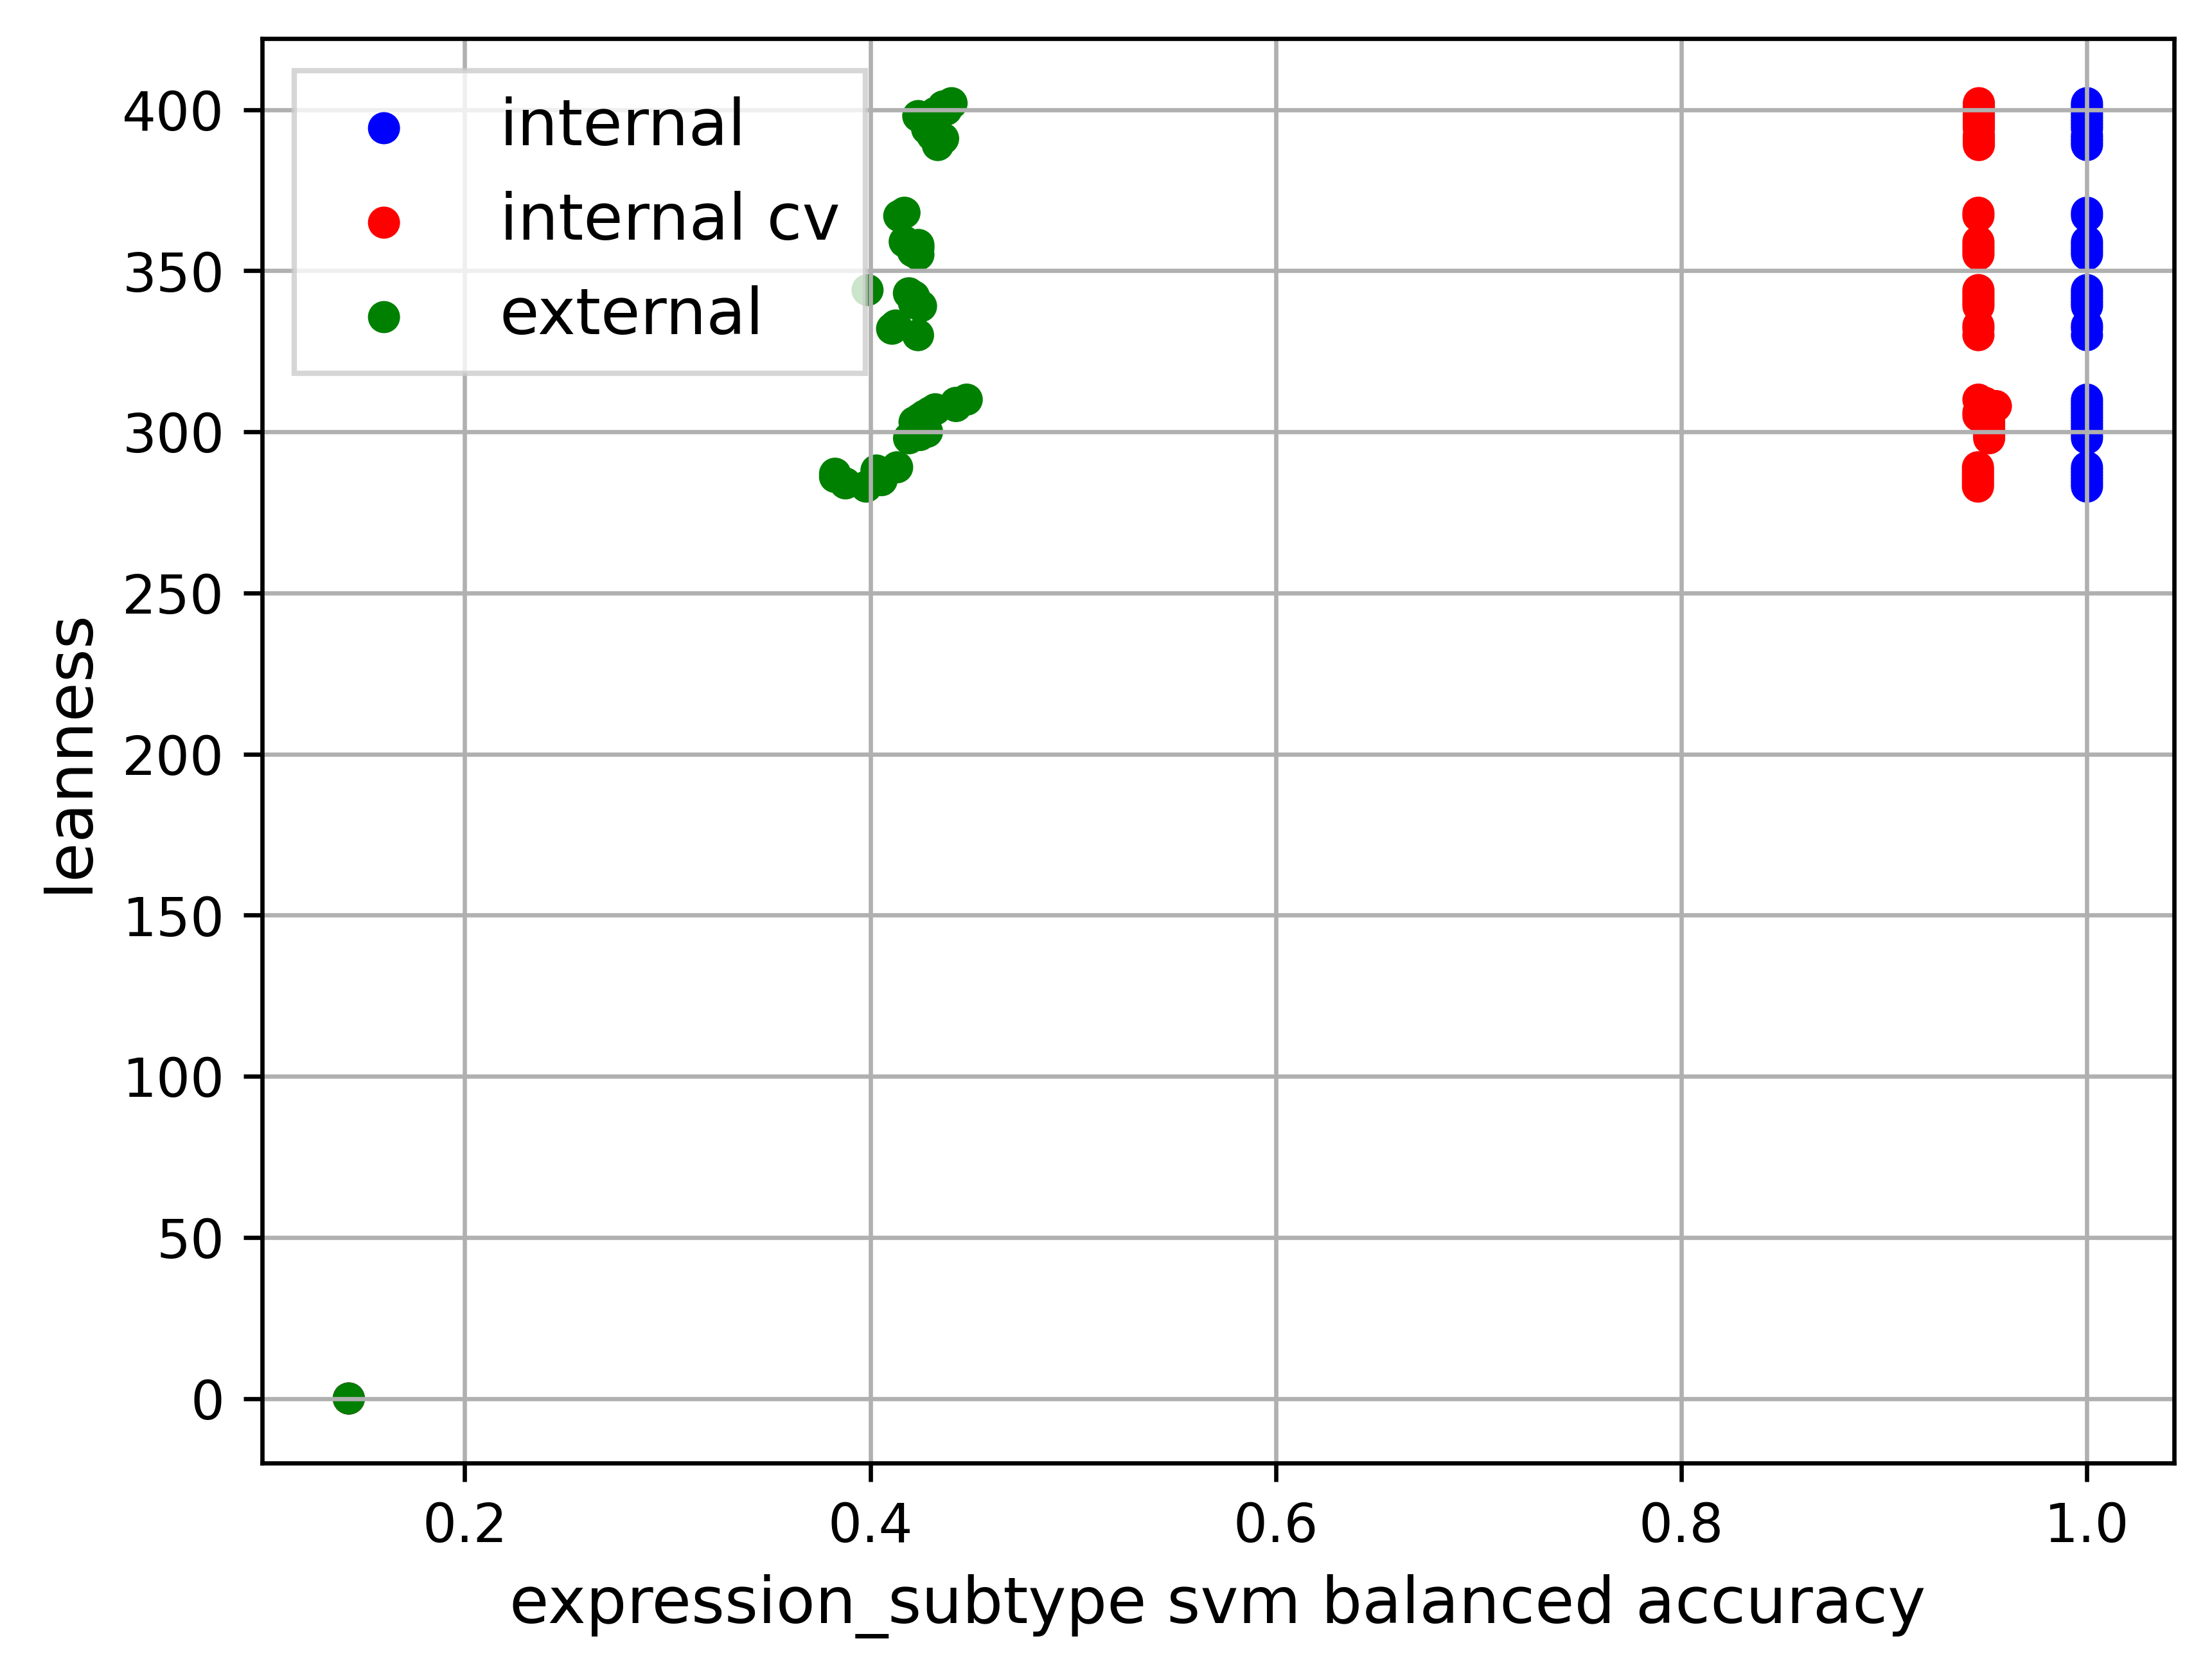 internal
internal cv
external
400
350
300
250
200
150
100
50
0
leanness
0.2 0.4 0.6 0.8 1.0
expression_subtype svm balanced accuracy